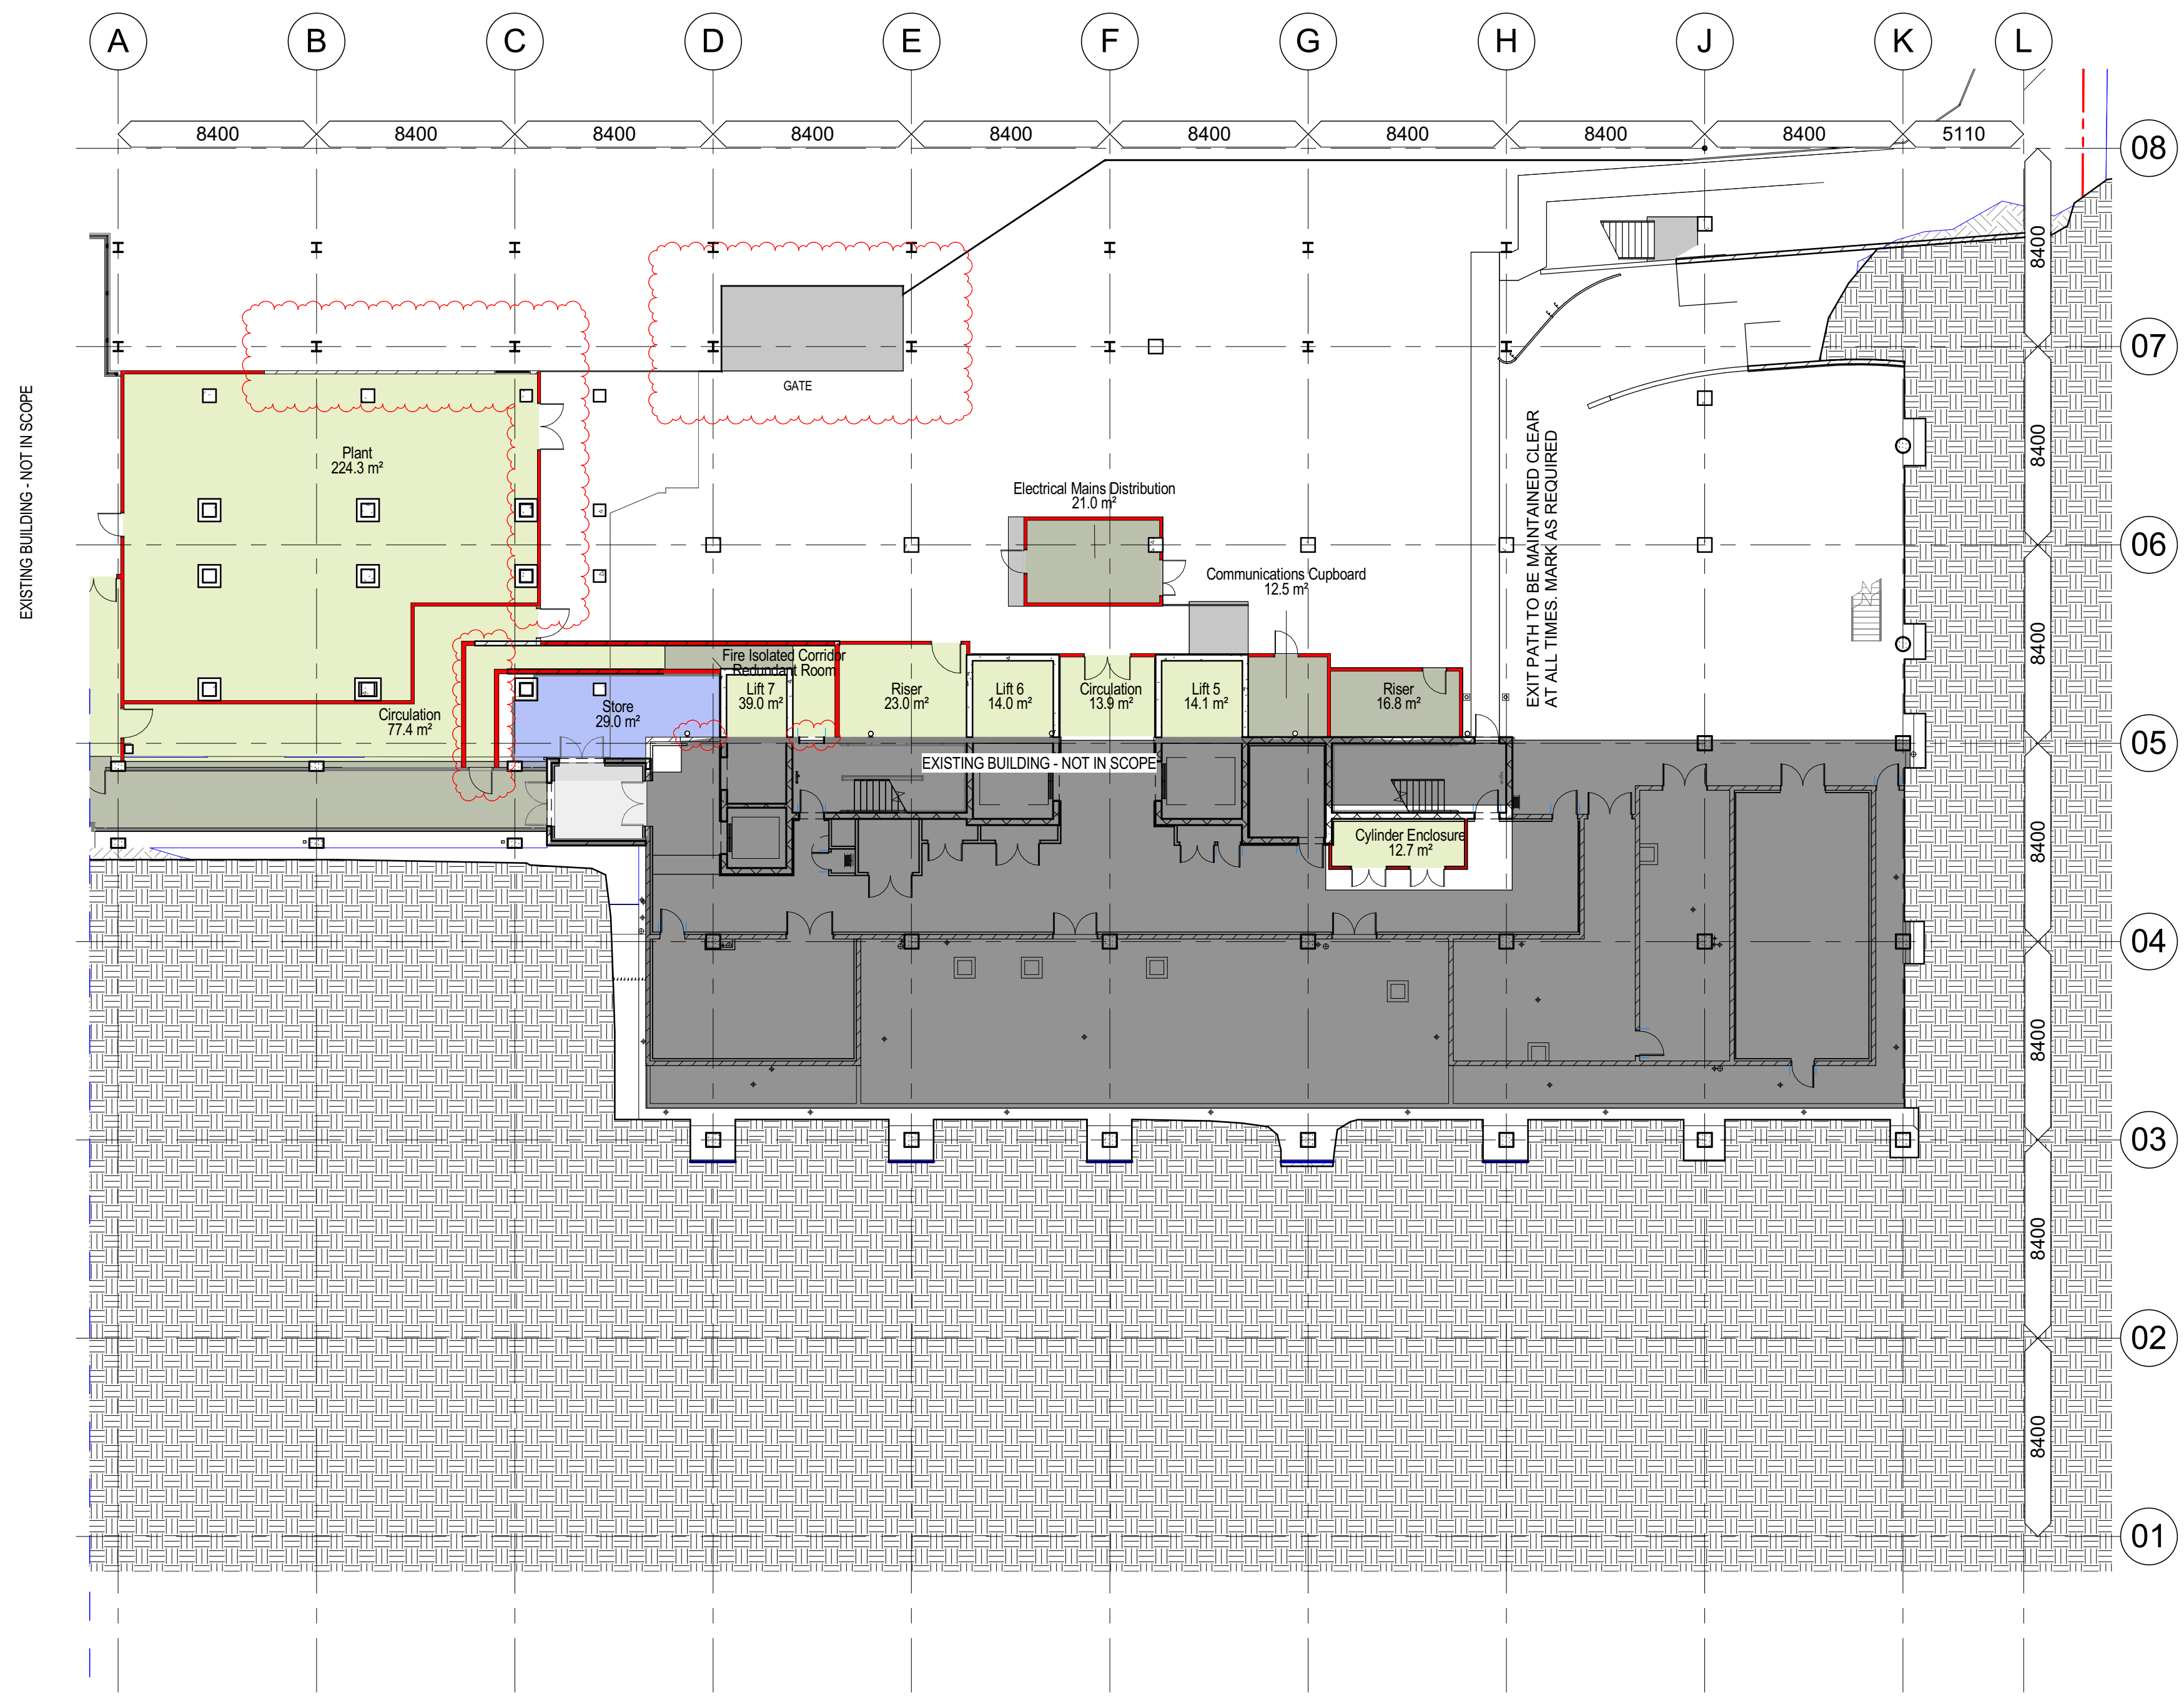 A B C D E F G H J K L
8400 8400 8400 8400 8400 8400 8400 8400 8400 5110
08
8400
07
GATE
EXISTING BUILDING - NOT IN SCOPE
8400
Plant
224.3 m²
EXIT PATH TO BE MAINTAINED CLEAR
AT ALL TIMES. MARK AS REQUIRED
Electrical Mains Distribution
21.0 m²
06
Communications Cupboard
12.5 m²
8400
Fire Isolated Corridor
Redundant Room
Lift 7
39.0 m²
Riser
23.0 m²
Lift 6
14.0 m²
Circulation
13.9 m²
Lift 5
14.1 m²
Riser
16.8 m²
Store
29.0 m²
Circulation
77.4 m²
05
EXISTING BUILDING - NOT IN SCOPE
Cylinder Enclosure
12.7 m²
8400
04
8400
03
8400
02
8400
01